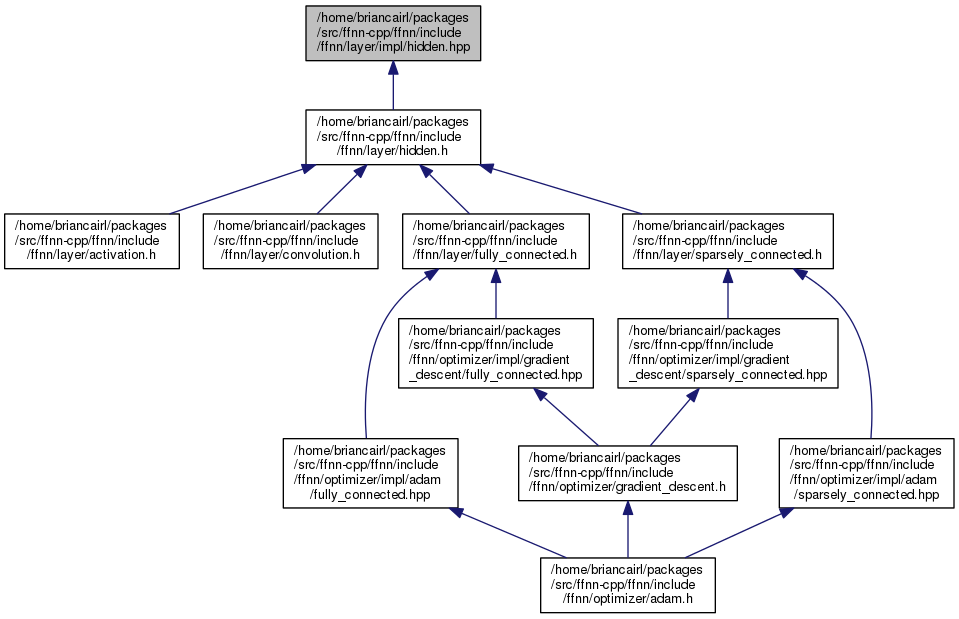 /home/briancairl/packages
/src/ffnn-cpp/ffnn/include
/ffnn/layer/impl/hidden.hpp
/home/briancairl/packages
/src/ffnn-cpp/ffnn/include
/ffnn/layer/hidden.h
/home/briancairl/packages
/src/ffnn-cpp/ffnn/include
/ffnn/layer/activation.h
/home/briancairl/packages
/src/ffnn-cpp/ffnn/include
/ffnn/layer/convolution.h
/home/briancairl/packages
/src/ffnn-cpp/ffnn/include
/ffnn/layer/fully_connected.h
/home/briancairl/packages
/src/ffnn-cpp/ffnn/include
/ffnn/layer/sparsely_connected.h
/home/briancairl/packages
/src/ffnn-cpp/ffnn/include
/ffnn/optimizer/impl/gradient
_descent/fully_connected.hpp
/home/briancairl/packages
/src/ffnn-cpp/ffnn/include
/ffnn/optimizer/impl/gradient
_descent/sparsely_connected.hpp
/home/briancairl/packages
/src/ffnn-cpp/ffnn/include
/ffnn/optimizer/impl/adam
/fully_connected.hpp
/home/briancairl/packages
/src/ffnn-cpp/ffnn/include
/ffnn/optimizer/gradient_descent.h
/home/briancairl/packages
/src/ffnn-cpp/ffnn/include
/ffnn/optimizer/impl/adam
/sparsely_connected.hpp
/home/briancairl/packages
/src/ffnn-cpp/ffnn/include
/ffnn/optimizer/adam.h